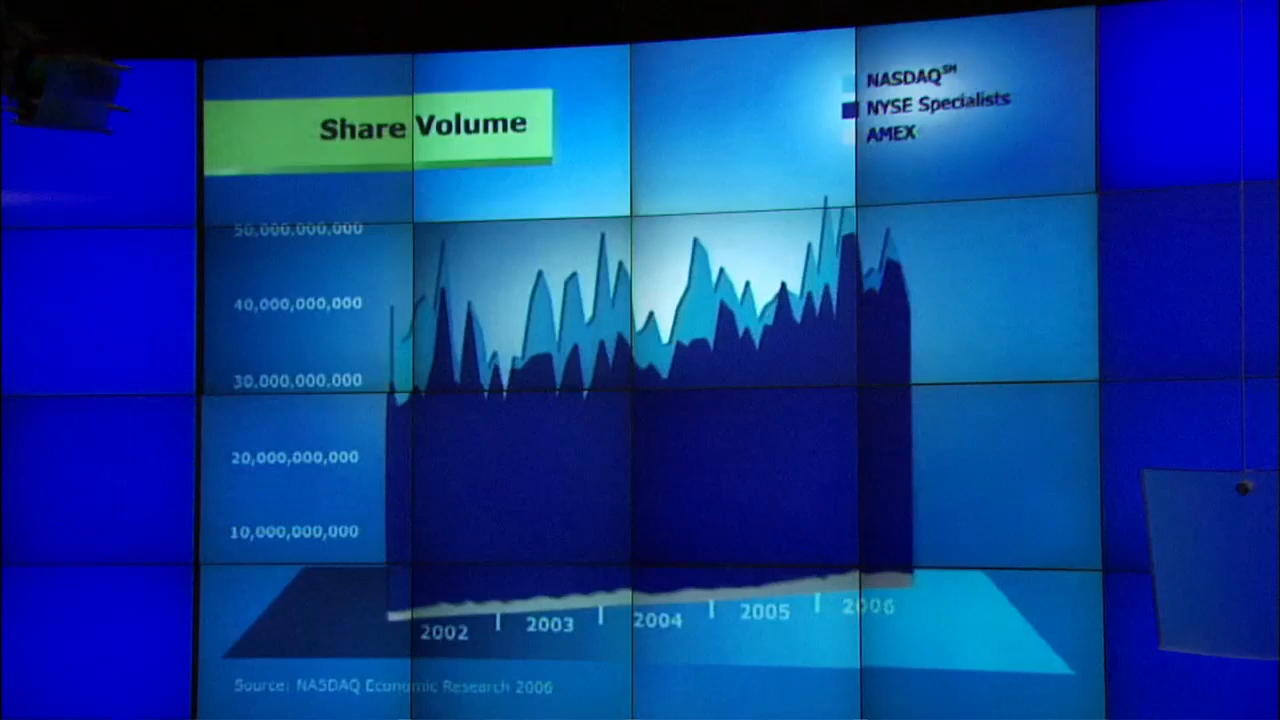 Share Volume
NASDAQ℠
NYSE Specialists
AMEX
50,000,000,000
40,000,000,000
30,000,000,000
20,000,000,000
10,000,000,000
2002 2003 2004 2005 2006
Source: NASDAQ Economic Research 2006